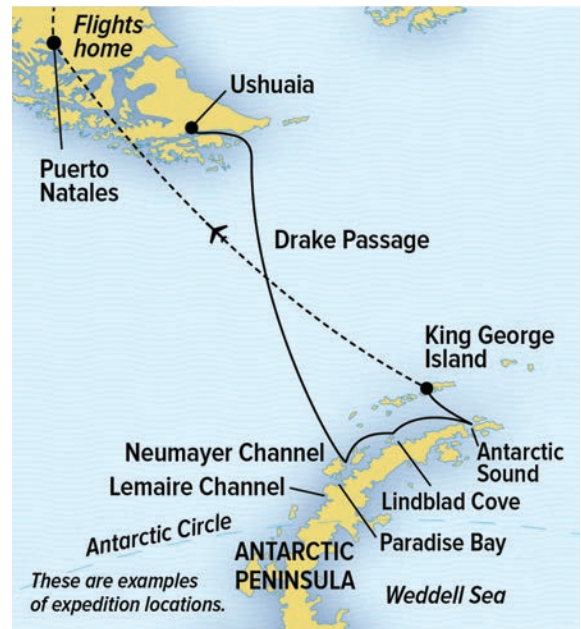 Flights
home
Ushuaia
Puerto
Natales
Drake Passage
King George
Island
Neumayer Channel
Antarctic
Sound
Lemaire Channel
Lindblad Cove
Antarctic Circle
Paradise Bay
ANTARCTIC
PENINSULA
These are examples
of expedition locations.
Weddell Sea